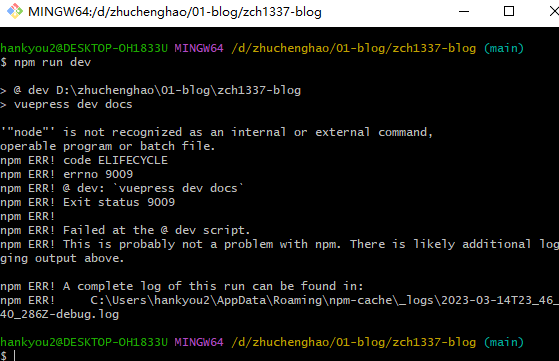 MINGW64:/d/zhuchenghao/01-blog/zch1337-blog
hankyou2@DESKTOP-OH1833U MINGW64 /d/zhuchenghao/01-blog/zch1337-blog (main)
$ npm run dev
> @ dev D:\zhuchenghao\01-blog\zch1337-blog
> vuepress dev docs
'"node"' is not recognized as an internal or external command,
operable program or batch file.
npm ERR! code ELIFECYCLE
npm ERR! errno 9009
npm ERR! @ dev: `vuepress dev docs`
npm ERR! Exit status 9009
npm ERR!
npm ERR! Failed at the @ dev script.
npm ERR! This is probably not a problem with npm. There is likely additional log
ging output above.
npm ERR! A complete log of this run can be found in:
npm ERR!     C:\Users\hankyou2\AppData\Roaming\npm-cache\_logs\2023-03-14T23_46_
40_286Z-debug.log
hankyou2@DESKTOP-OH1833U MINGW64 /d/zhuchenghao/01-blog/zch1337-blog (main)
$